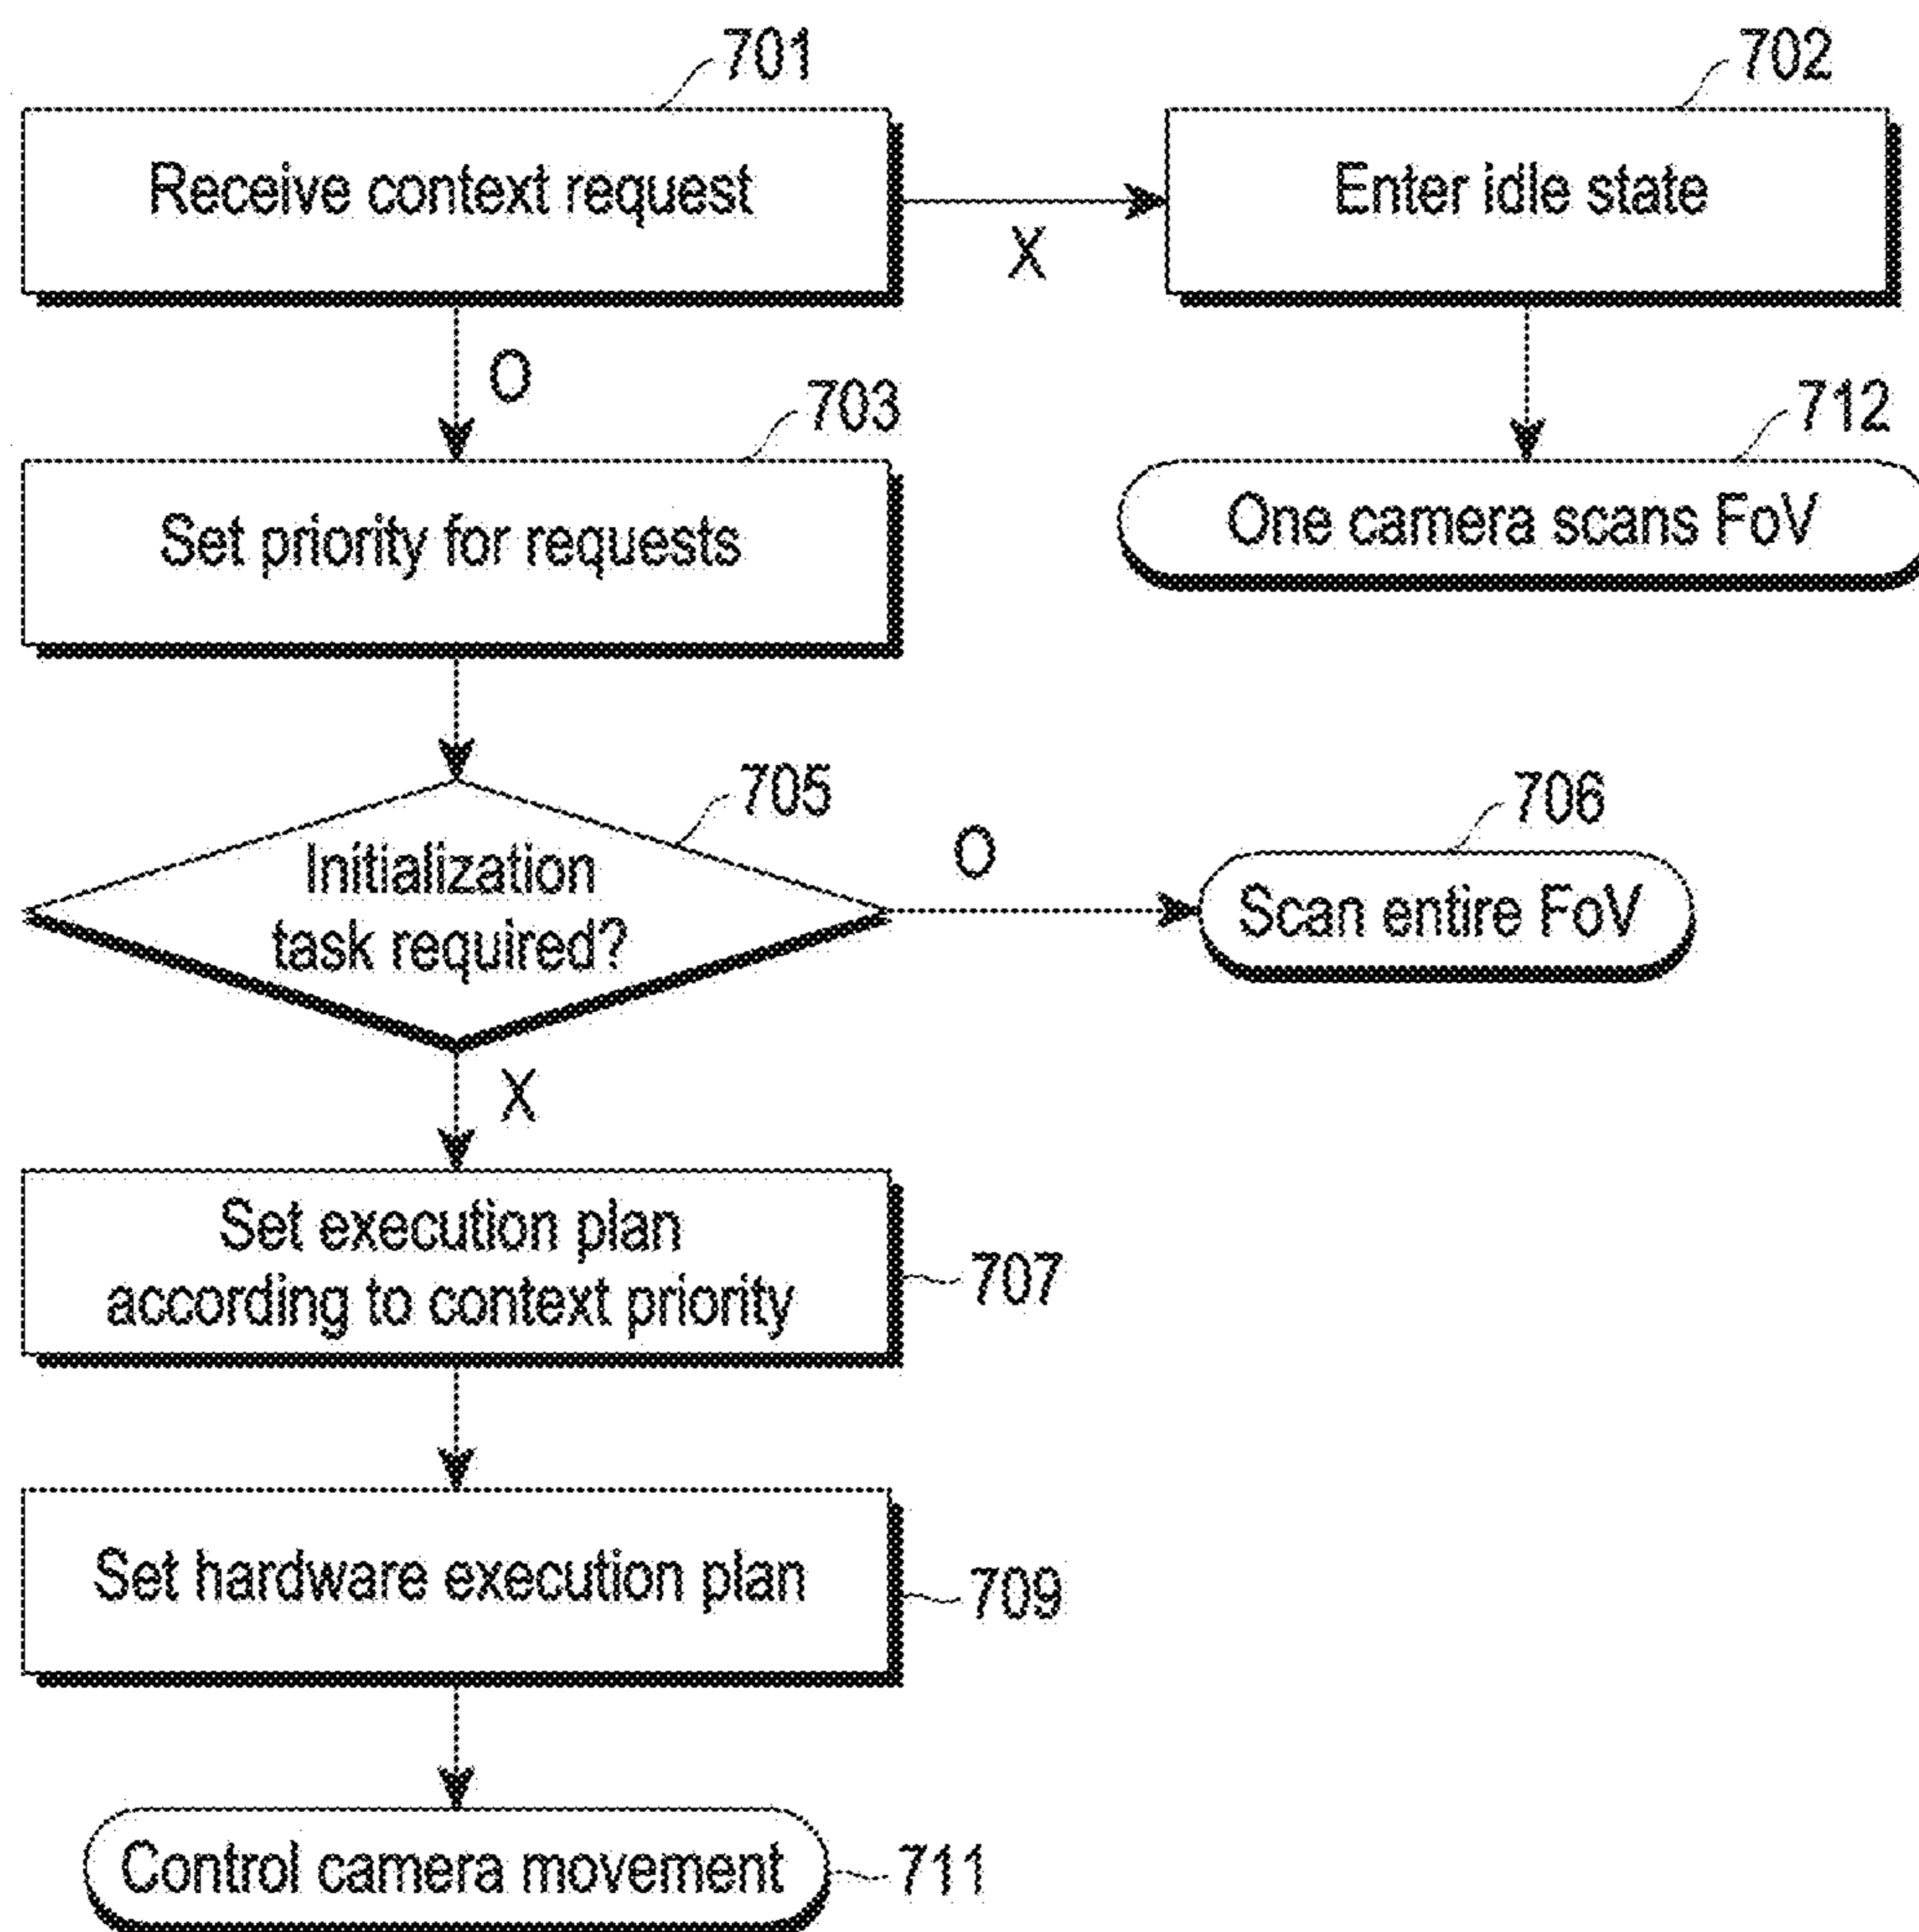 701
702
Receive context request
Enter idle state
X
O
703
712
Set priority for requests
One camera scans FoV
705
706
Initialization
task required?
O
Scan entire FoV
X
Set execution plan
according to context priority
707
Set hardware execution plan
709
Control camera movement
711